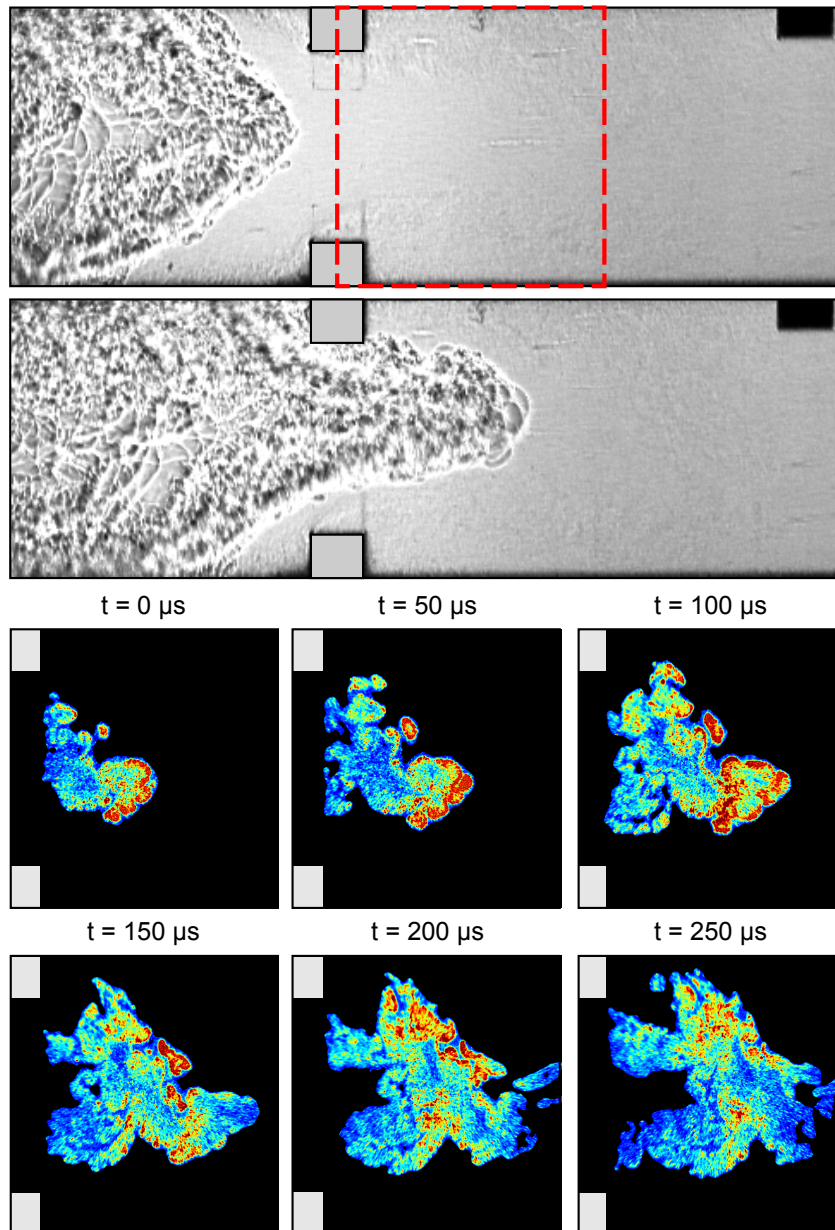 t = 0 µs t = 50 µs t = 100 µs
t = 150 µs t = 200 µs t = 250 µs